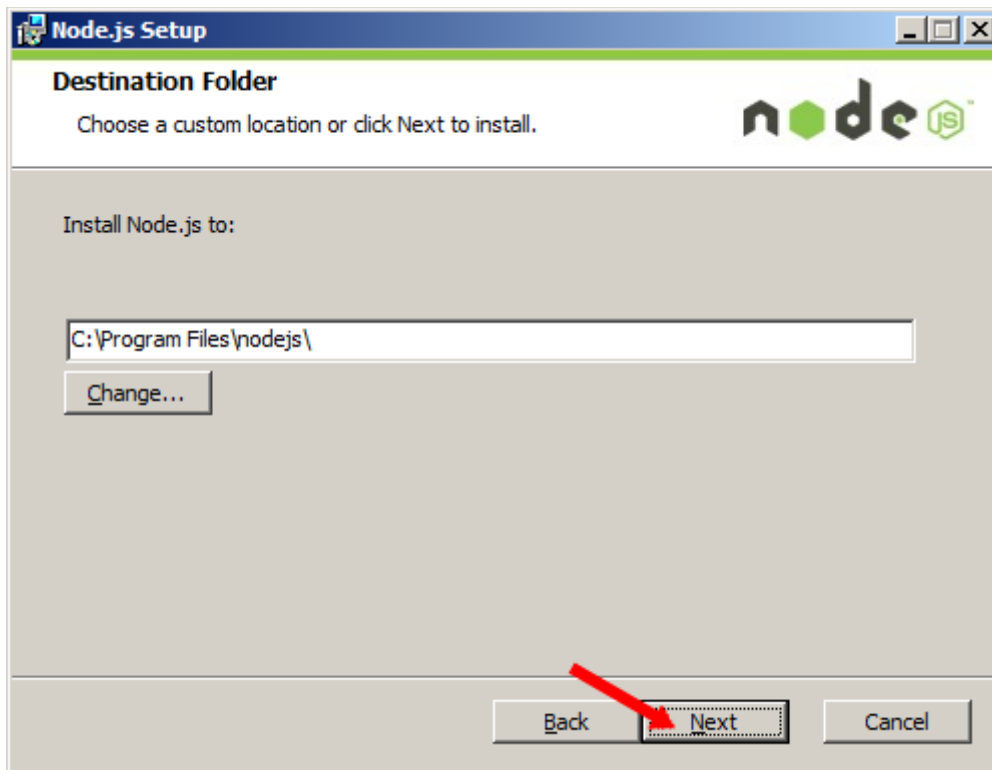 Node.js Setup
Destination Folder
Choose a custom location or click Next to install.
node JS™
Install Node.js to:
C:\Program Files\nodejs\
Change...
Back Next Cancel